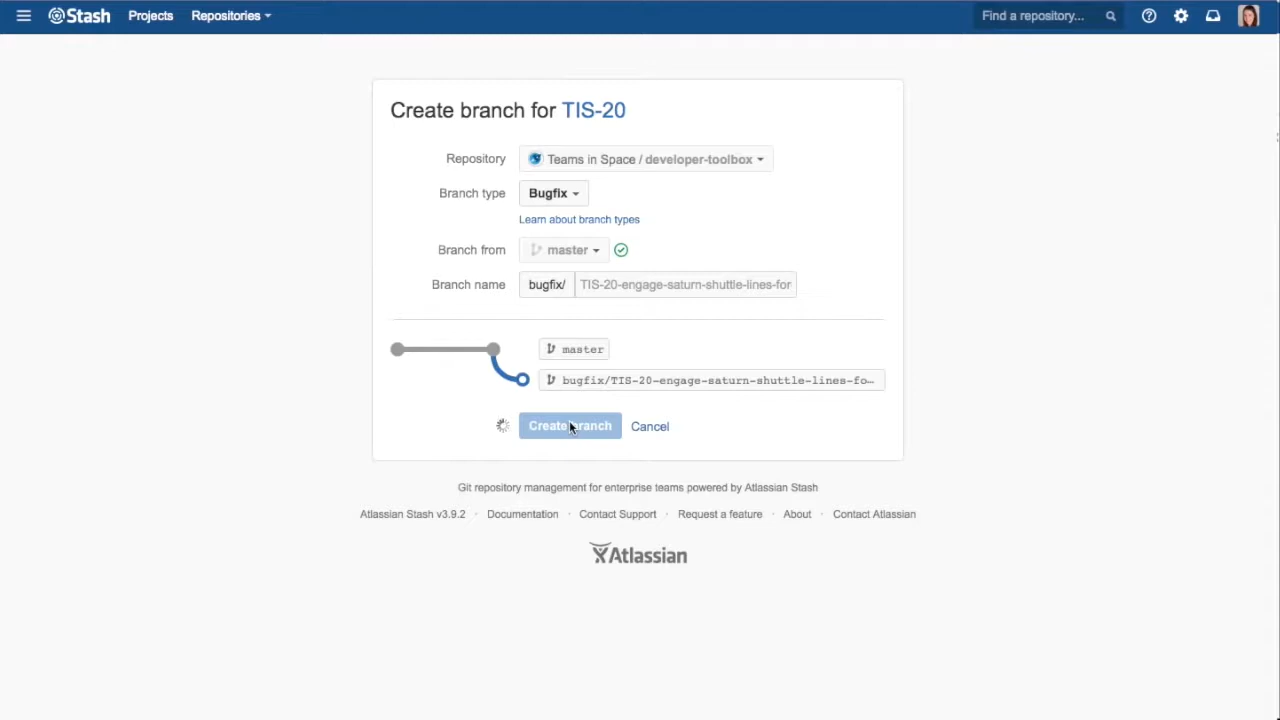 Stash Projects Repositories Find a repository...
Create branch for TIS-20
Repository Teams in Space / developer-toolbox
Branch type Bugfix
Learn about branch types
Branch from master
Branch name bugfix/ TIS-20-engage-saturn-shuttle-lines-for
master
bugfix/TIS-20-engage-saturn-shuttle-lines-fo…
Create branch Cancel
Git repository management for enterprise teams powered by Atlassian Stash
Atlassian Stash v3.9.2 · Documentation · Contact Support · Request a feature · About · Contact Atlassian
Atlassian